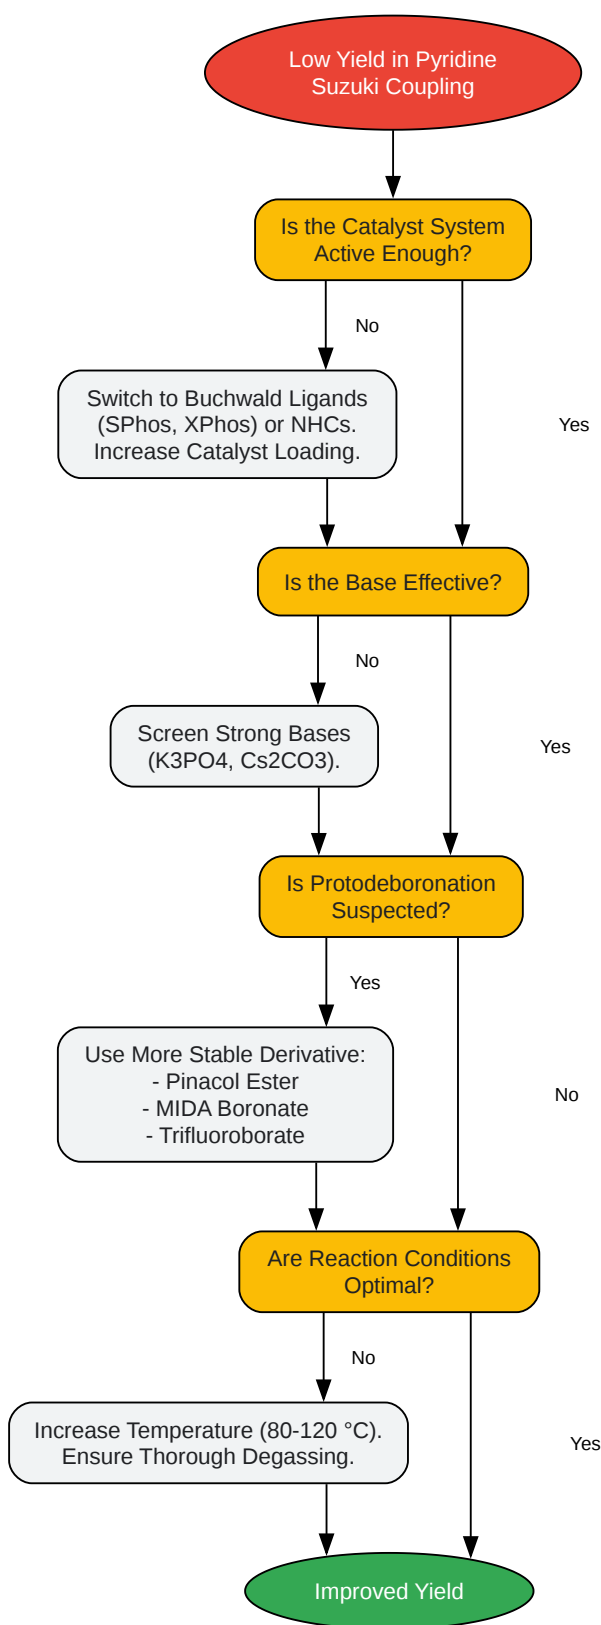 Low Yield in Pyridine
Suzuki Coupling
Is the Catalyst System
Active Enough?
No
Switch to Buchwald Ligands
(SPhos, XPhos) or NHCs.
Increase Catalyst Loading.
Yes
Is the Base Effective?
No
Screen Strong Bases
(K3PO4, Cs2CO3).
Yes
Is Protodeboronation
Suspected?
Yes
Use More Stable Derivative:
- Pinacol Ester
- MIDA Boronate
- Trifluoroborate
No
Are Reaction Conditions
Optimal?
No
Increase Temperature (80-120 °C).
Ensure Thorough Degassing.
Yes
Improved Yield